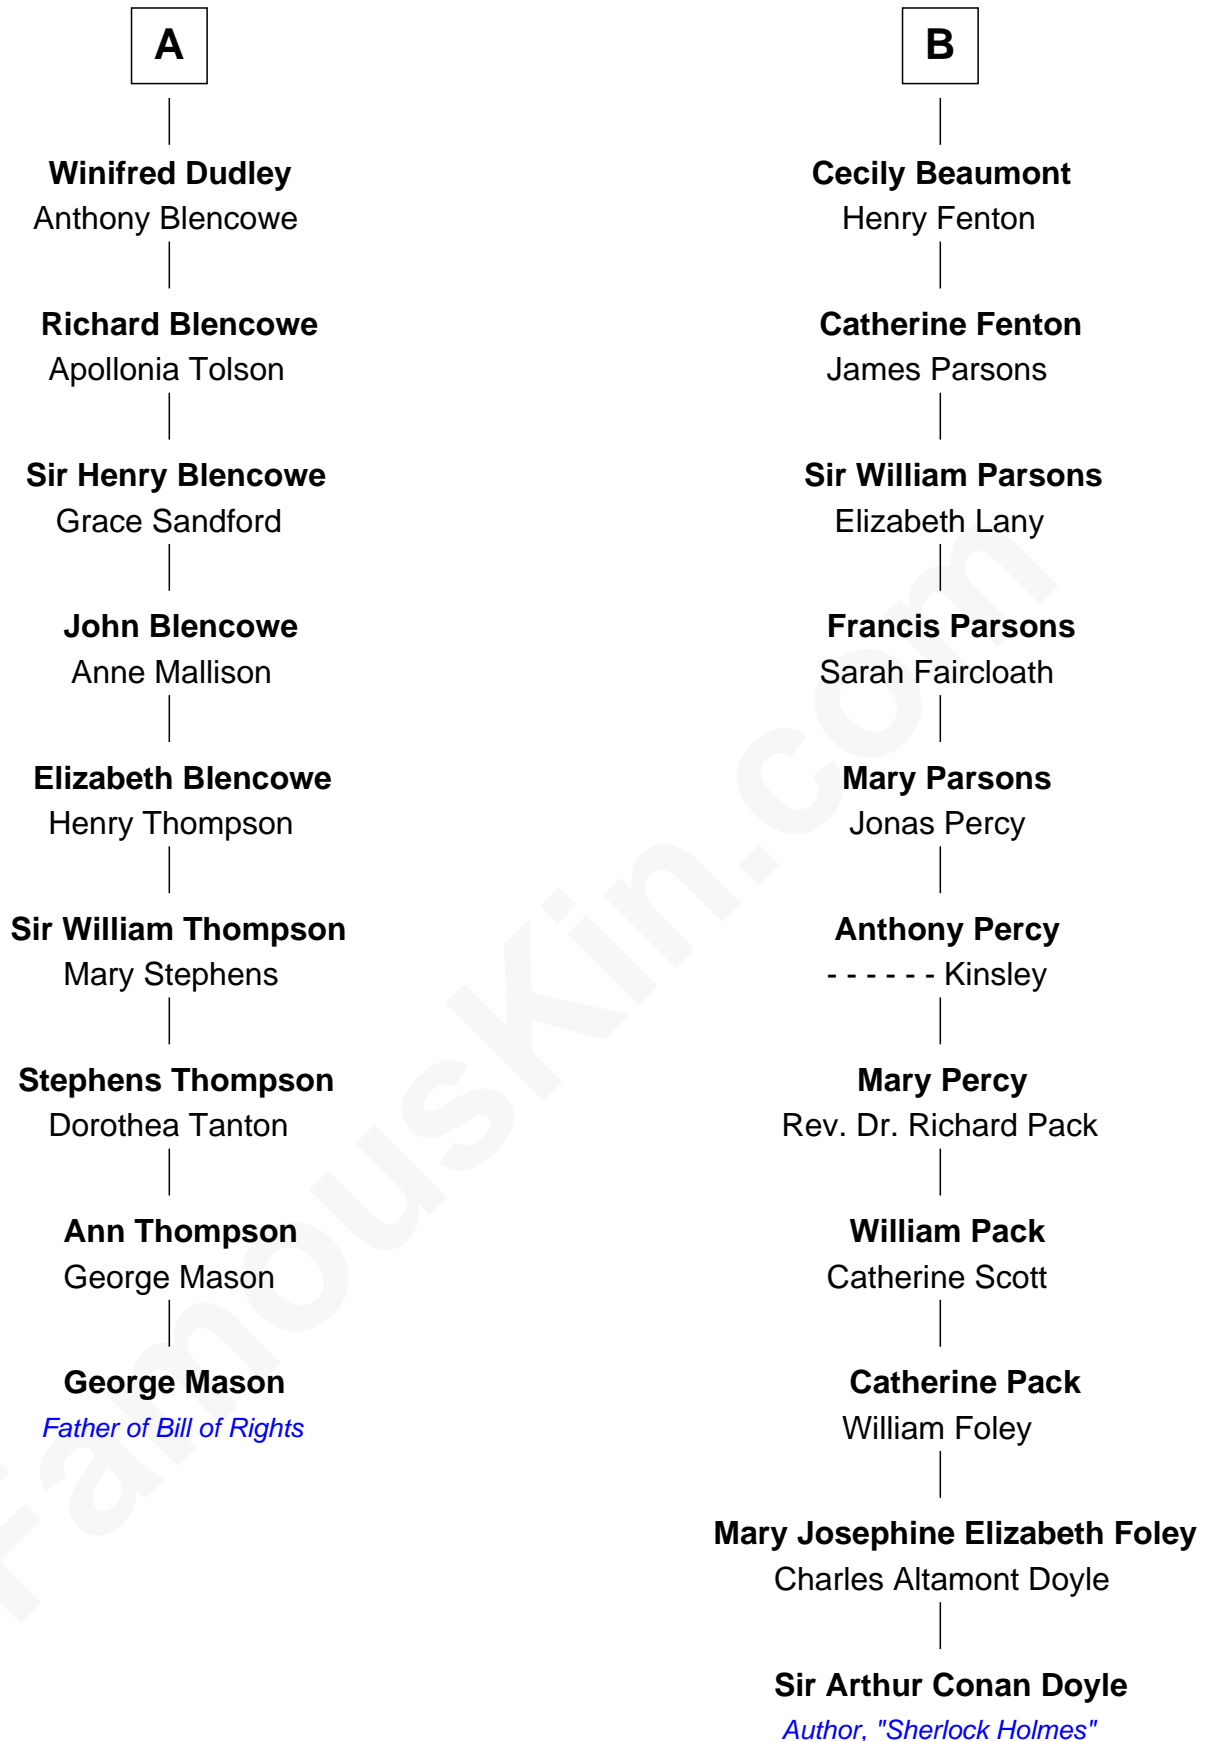 A
Winifred Dudley
Anthony Blencowe
Richard Blencowe
Apollonia Tolson
Sir Henry Blencowe
Grace Sandford
John Blencowe
Anne Mallison
Elizabeth Blencowe
Henry Thompson
Sir William Thompson
Mary Stephens
Stephens Thompson
Dorothea Tanton
Ann Thompson
George Mason
George Mason
Father of Bill of Rights
B
Cecily Beaumont
Henry Fenton
Catherine Fenton
James Parsons
Sir William Parsons
Elizabeth Lany
Francis Parsons
Sarah Faircloath
Mary Parsons
Jonas Percy
Anthony Percy
- - - - - - Kinsley
Mary Percy
Rev. Dr. Richard Pack
William Pack
Catherine Scott
Catherine Pack
William Foley
Mary Josephine Elizabeth Foley
Charles Altamont Doyle
Sir Arthur Conan Doyle
Author, "Sherlock Holmes"
FamousKin.com